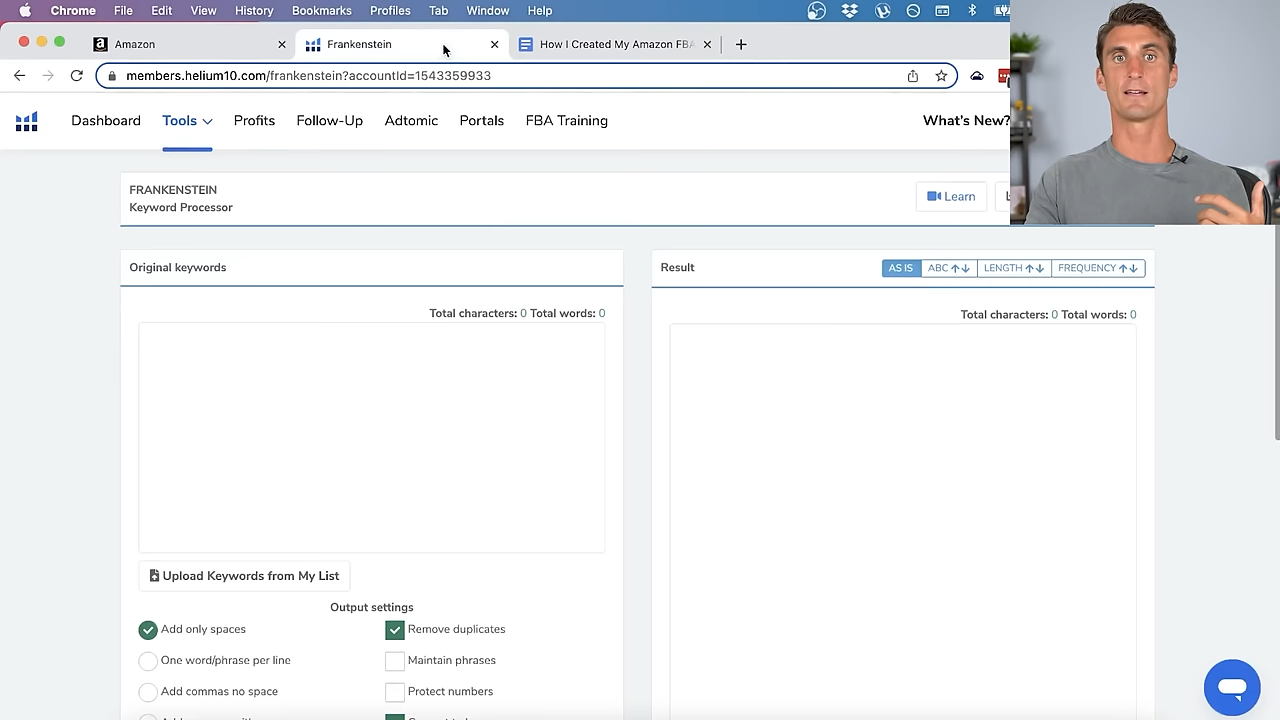 Chrome File Edit View History Bookmarks Profiles Tab Window Help
Amazon Frankenstein How I Created My Amazon FBA
members.helium10.com/frankenstein?accountId=1543359933
Dashboard Tools Profits Follow-Up Adtomic Portals FBA Training What's New?
FRANKENSTEIN
Keyword Processor
Learn
Original keywords
Result AS IS ABC LENGTH FREQUENCY
Total characters: 0 Total words: 0
Total characters: 0 Total words: 0
Upload Keywords from My List
Output settings
Add only spaces Remove duplicates
One word/phrase per line Maintain phrases
Add commas no space Protect numbers